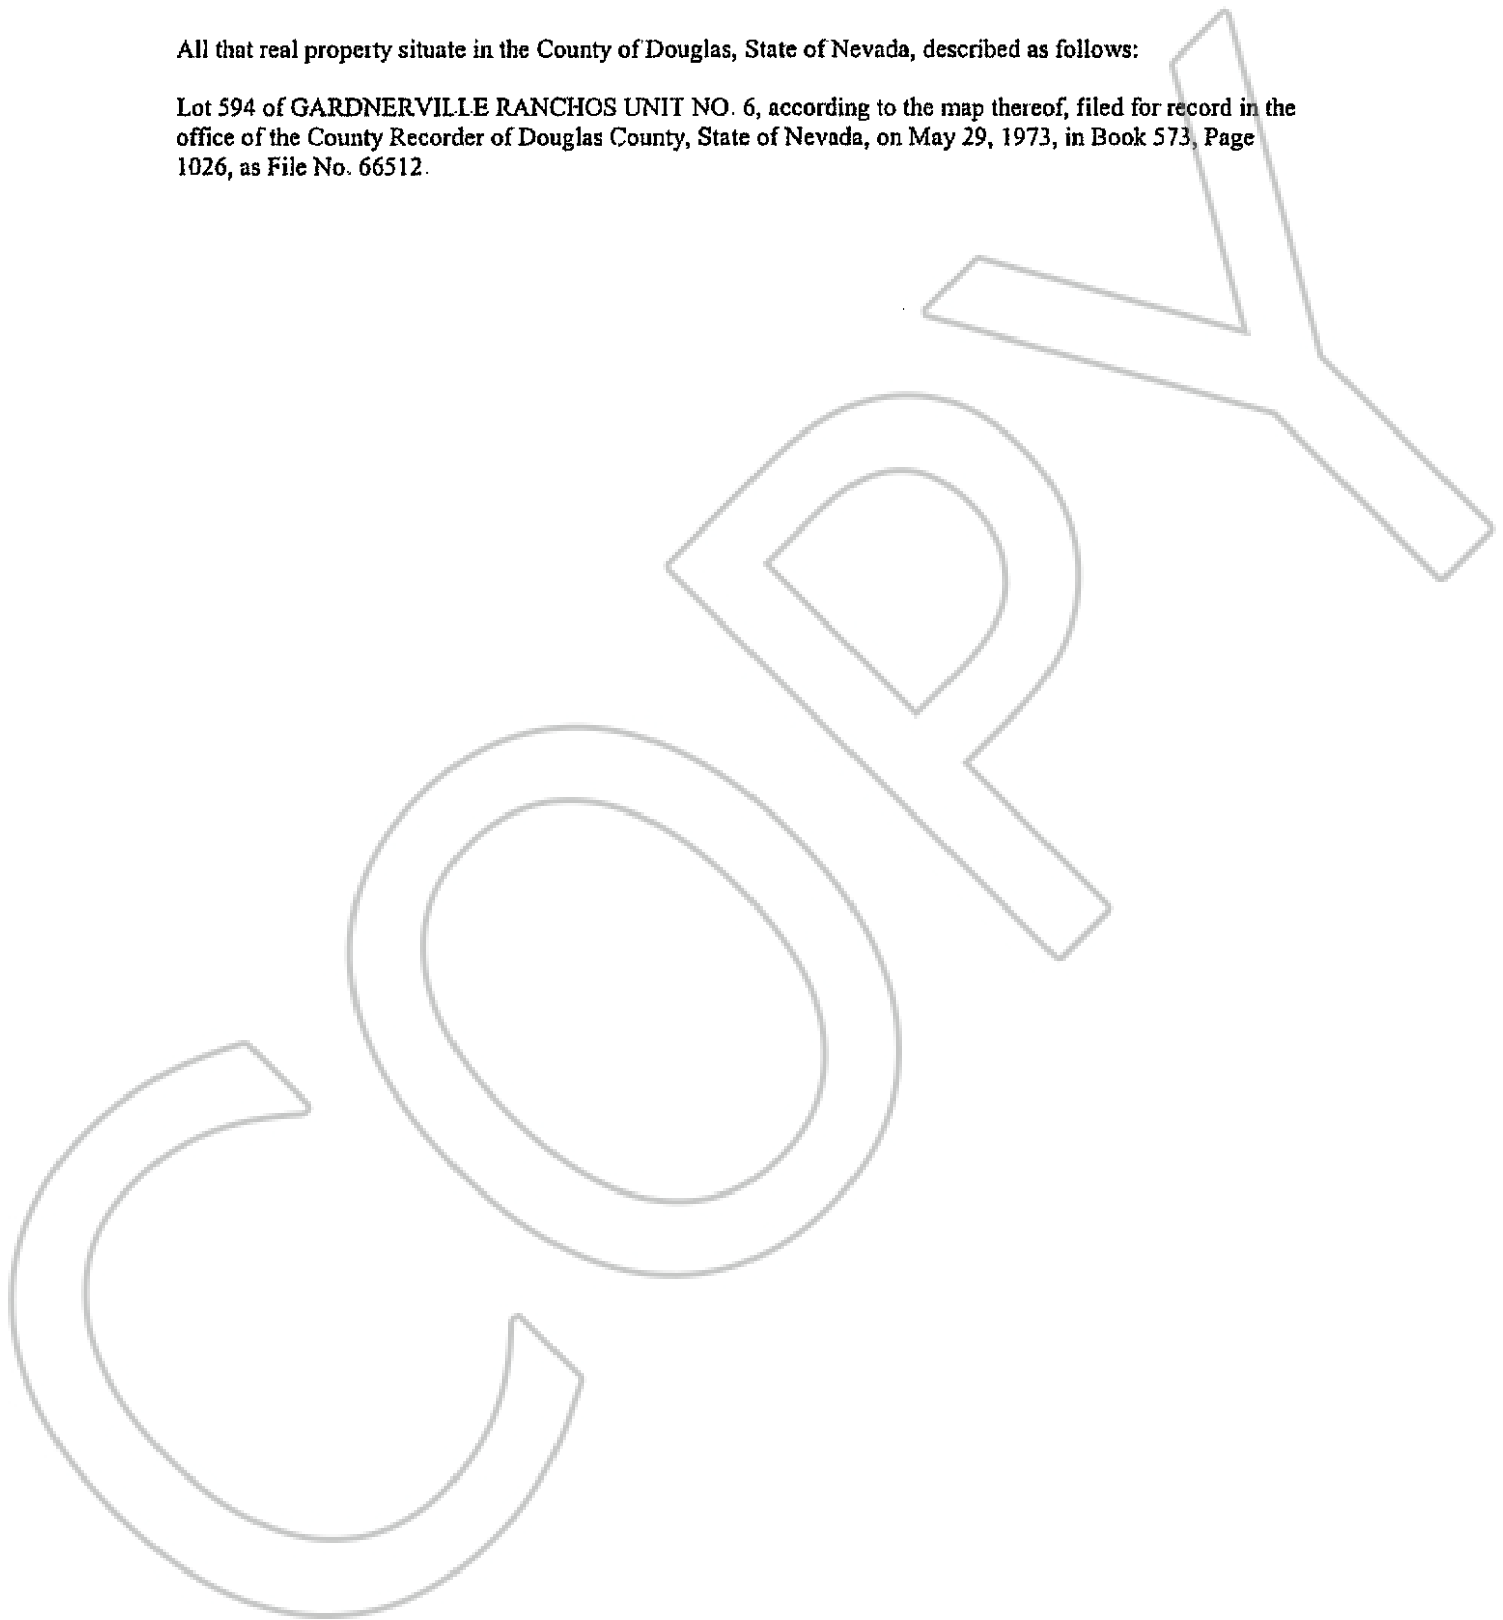 All that real property situate in the County of Douglas, State of Nevada, described as follows:
Lot 594 of GARDNERVILLE RANCHOS UNIT NO. 6, according to the map thereof, filed for record in the
office of the County Recorder of Douglas County, State of Nevada, on May 29, 1973, in Book 573, Page
1026, as File No. 66512.
COPY